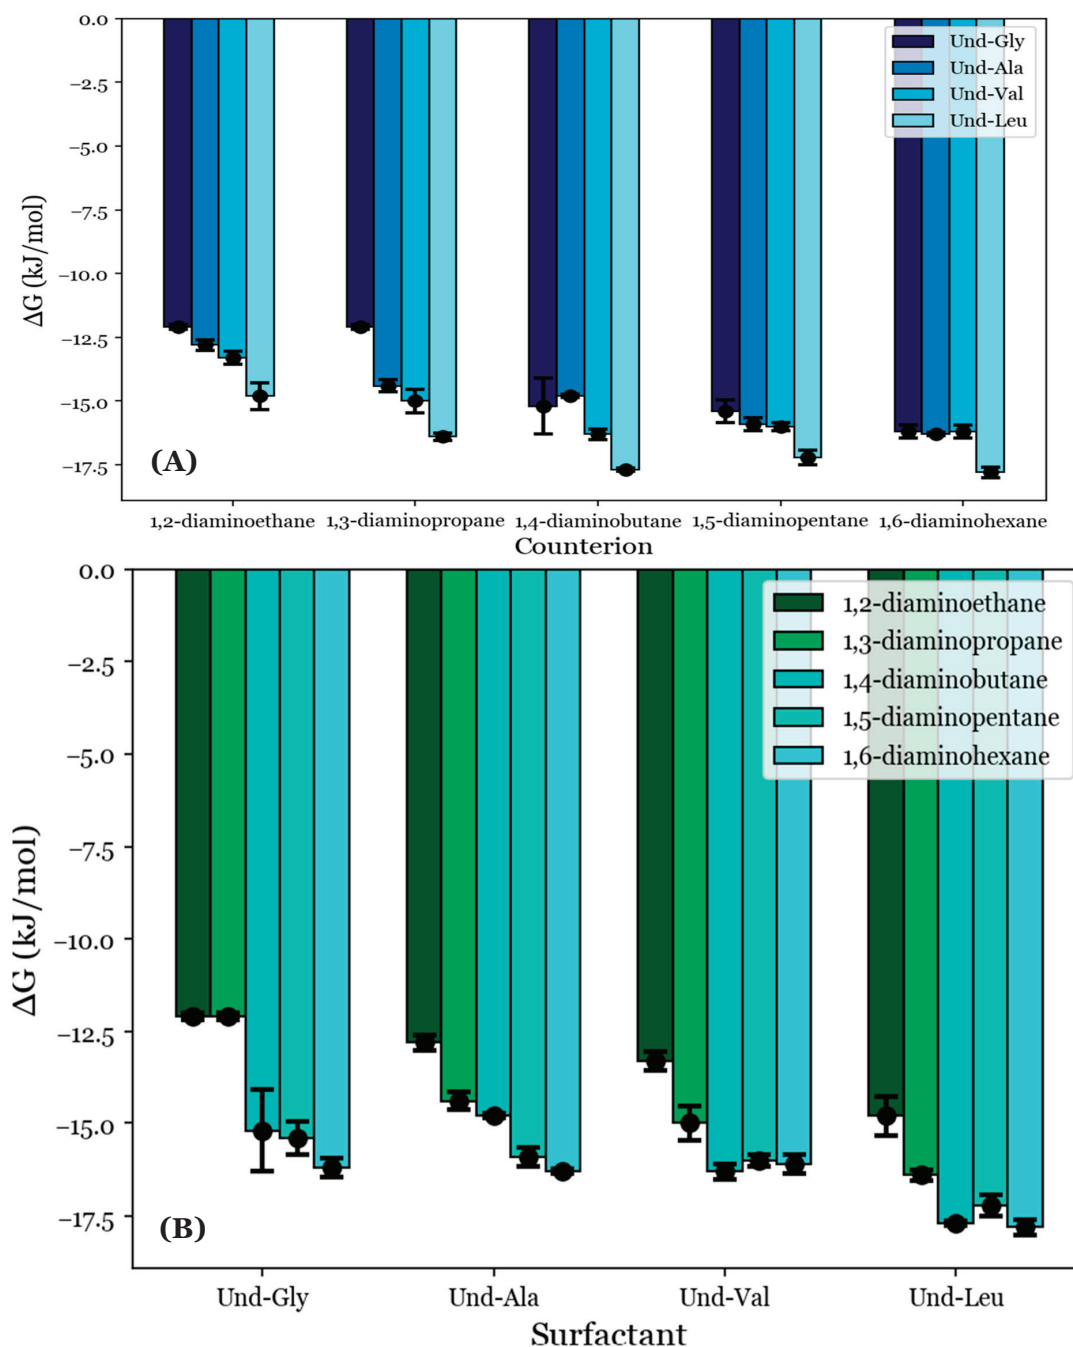 0.0
−2.5
−5.0
−7.5
−10.0
−12.5
−15.0
−17.5
ΔG (kJ/mol)
Und-Gly
Und-Ala
Und-Val
Und-Leu
(A)
1,2-diaminoethane 1,3-diaminopropane 1,4-diaminobutane 1,5-diaminopentane 1,6-diaminohexane
Counterion
0.0
−2.5
−5.0
−7.5
−10.0
−12.5
−15.0
−17.5
ΔG (kJ/mol)
1,2-diaminoethane
1,3-diaminopropane
1,4-diaminobutane
1,5-diaminopentane
1,6-diaminohexane
(B)
Und-Gly Und-Ala Und-Val Und-Leu
Surfactant